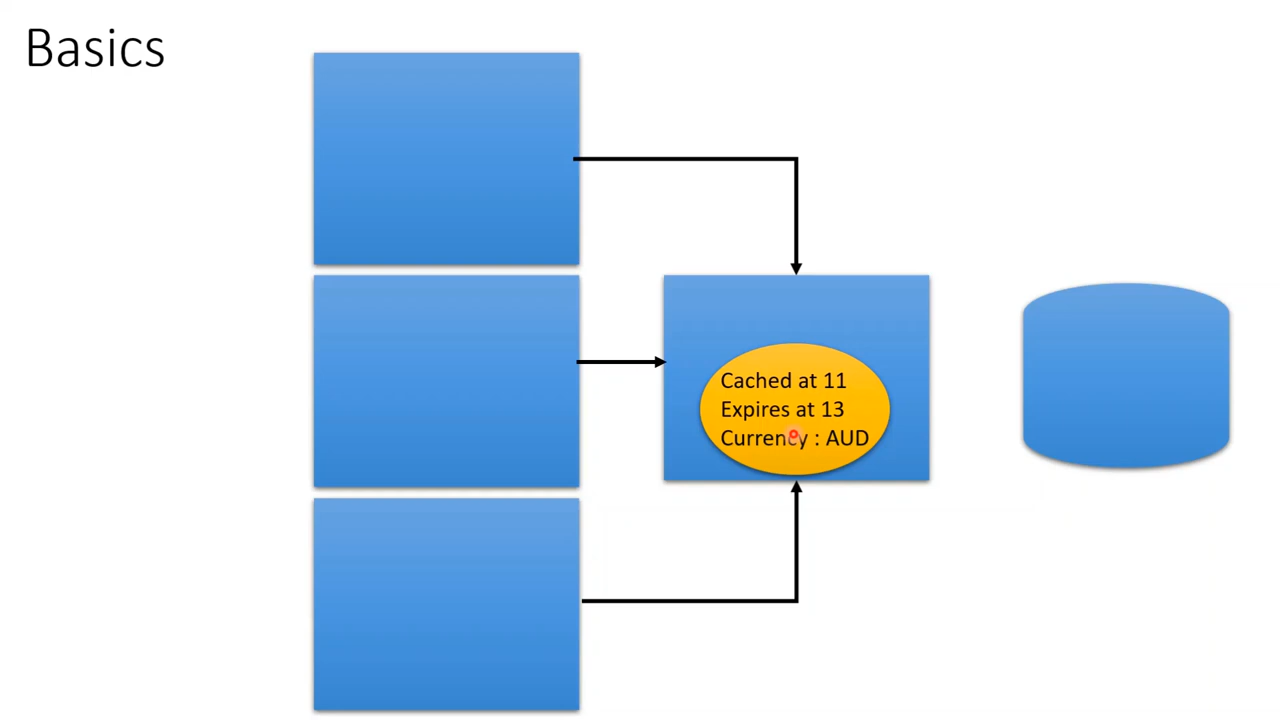 Basics
Cached at 11
Expires at 13
Currency : AUD